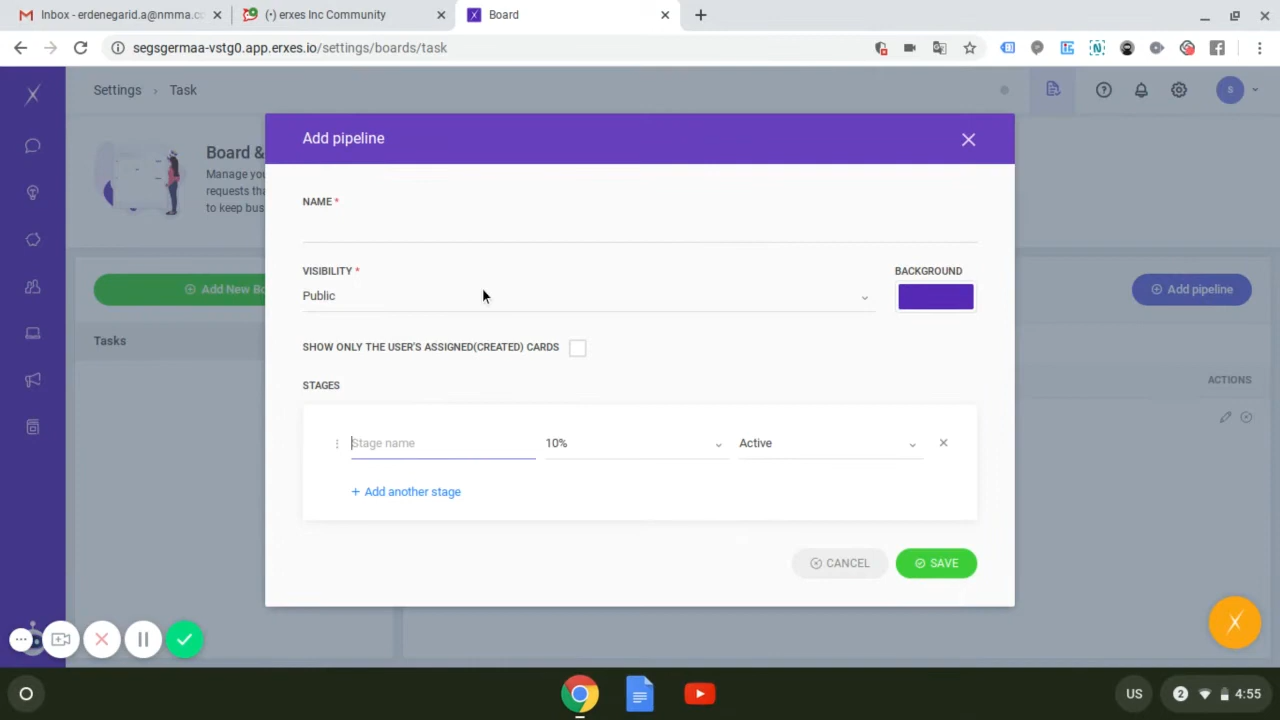 Inbox - erdenegarid.a@nmma.co
(•) erxes Inc Community
Board
segsgermaa-vstg0.app.erxes.io/settings/boards/task
Settings › Task
S
Board &
Manage you
requests tha
to keep bus
Add New Bo
Add pipeline
Tasks
ACTIONS
Add pipeline
NAME *
VISIBILITY *
BACKGROUND
Public
SHOW ONLY THE USER'S ASSIGNED(CREATED) CARDS
STAGES
Stage name
10%
Active
+ Add another stage
CANCEL
SAVE
US
2
4:55